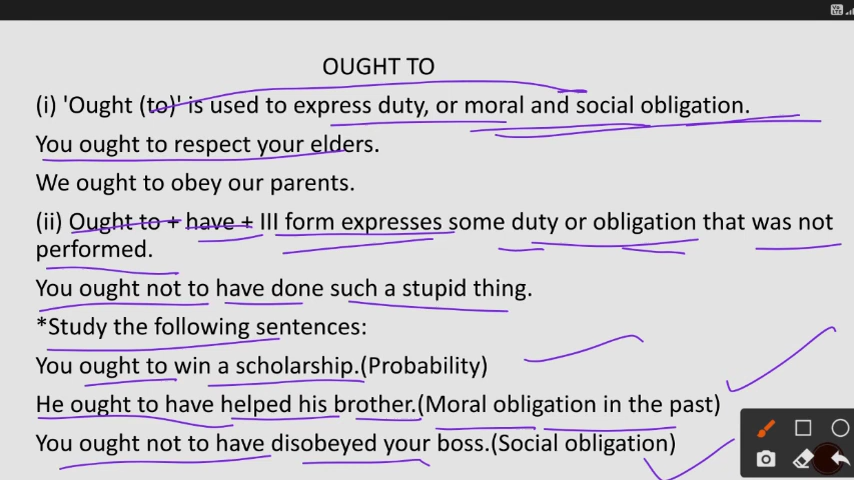 OUGHT TO
(i) 'Ought (to)' is used to express duty, or moral and social obligation.
You ought to respect your elders.
We ought to obey our parents.
(ii) Ought to + have + III form expresses some duty or obligation that was not
performed.
You ought not to have done such a stupid thing.
*Study the following sentences:
You ought to win a scholarship.(Probability)
He ought to have helped his brother.(Moral obligation in the past)
You ought not to have disobeyed your boss.(Social obligation)